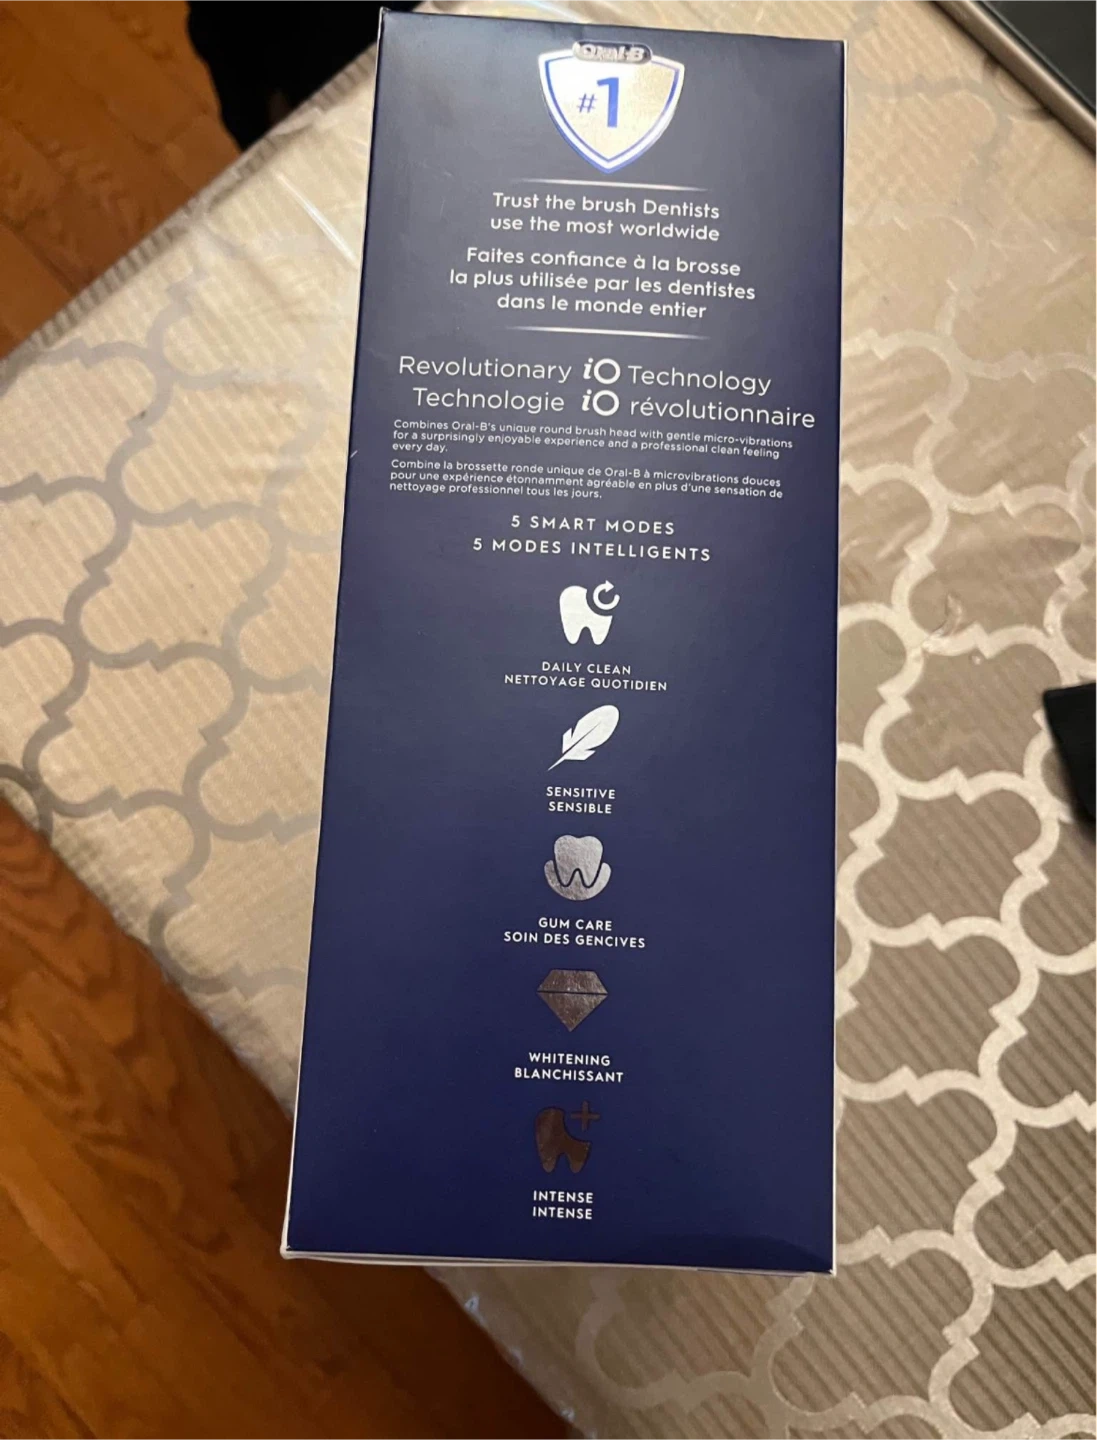 Oral-B
#1
Trust the brush Dentists
use the most worldwide
Faites confiance à la brosse
la plus utilisée par les dentistes
dans le monde entier
Revolutionary iO Technology
Technologie iO révolutionnaire
Combines Oral-B's unique round brush head with gentle micro-vibrations
for a surprisingly enjoyable experience and a professional clean feeling
every day.
Combine la brossette ronde unique de Oral-B à microvibrations douces
pour une expérience étonnamment agréable en plus d'une sensation de
nettoyage professionnel tous les jours.
5 SMART MODES
5 MODES INTELLIGENTS
DAILY CLEAN
NETTOYAGE QUOTIDIEN
SENSITIVE
SENSIBLE
GUM CARE
SOIN DES GENCIVES
WHITENING
BLANCHISSANT
INTENSE
INTENSE